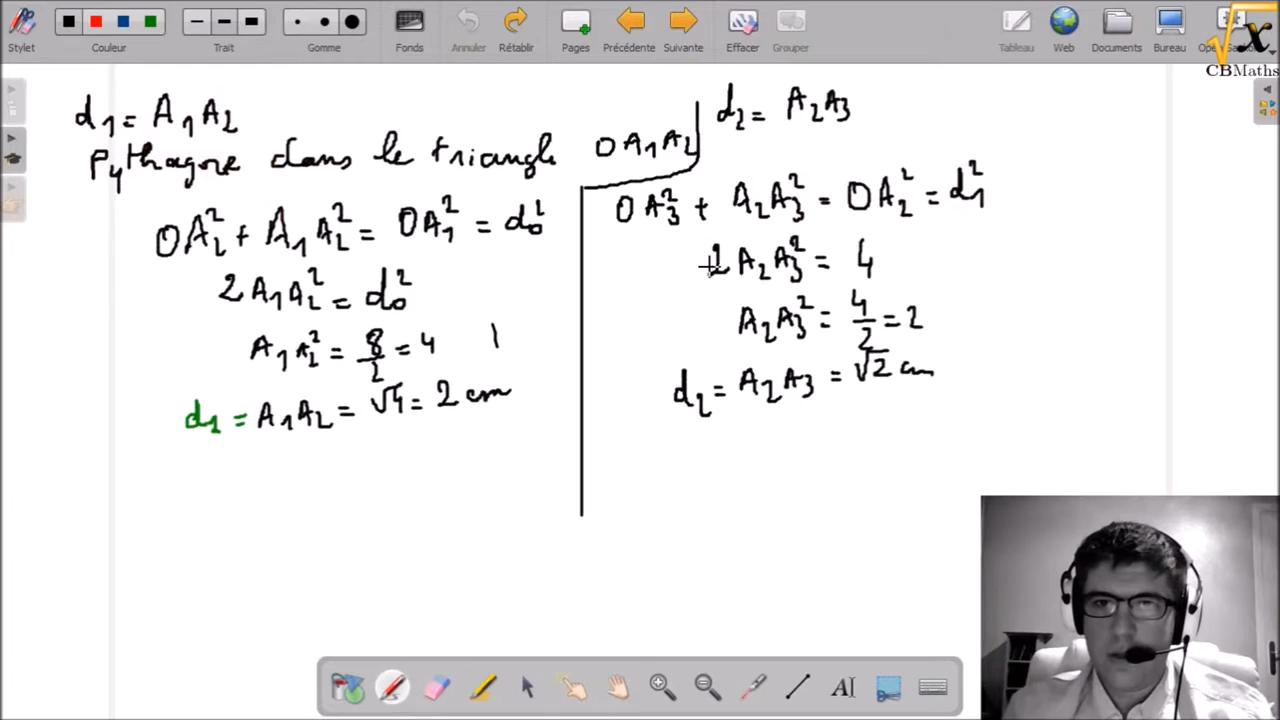 Stylet
Couleur
Trait
Gomme
Fonds
Annuler
Rétablir
Pages
Précédente
Suivante
Effacer
Grouper
Tableau
Web
Documents
Bureau
√x
CBMaths
d₁ = A₁A₂
Pythagore dans le triangle OA₁A₂
OA₂² + A₁A₂² = OA₁² = d₀²
2A₁A₂² = d₀²
A₁A₂² = 8/2 = 4
d₁ = A₁A₂ = √4 = 2 cm
d₂ = A₂A₃
OA₃² + A₂A₃² = OA₂² = d₁²
2A₂A₃² = 4
A₂A₃² = 4/2 = 2
d₂ = A₂A₃ = √2 cm